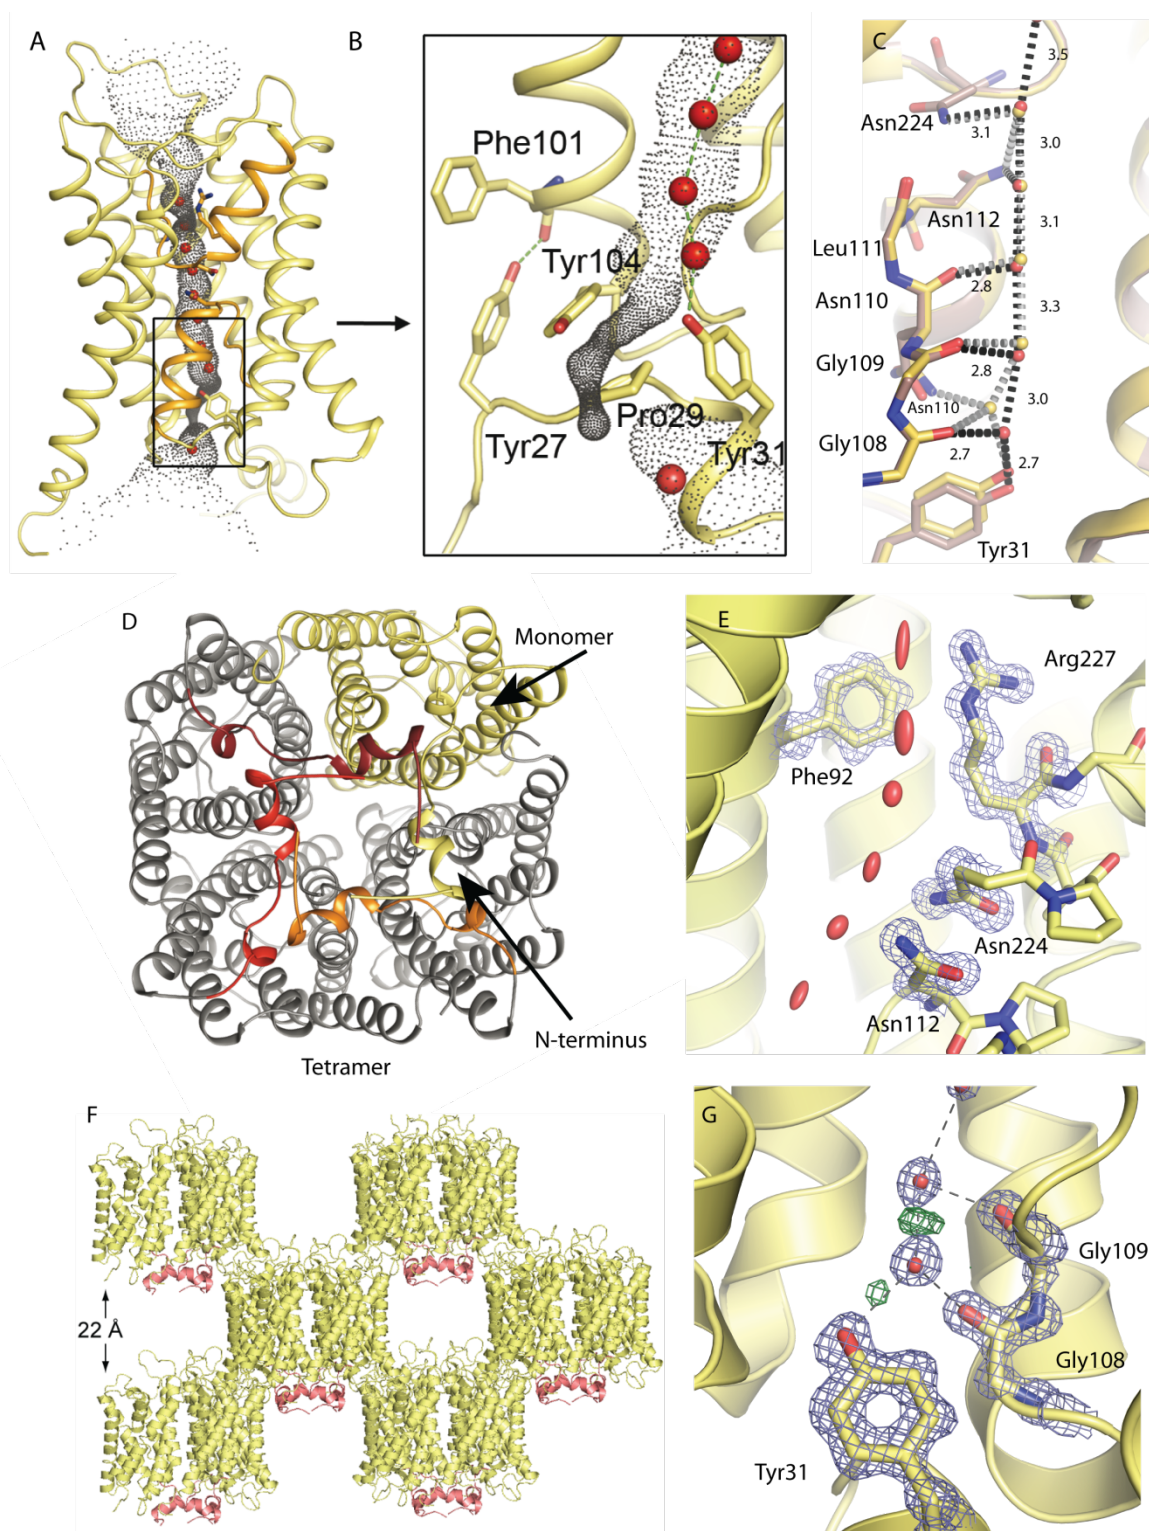 A
B
Phe101
Tyr104
Tyr27
Pro29
Tyr31
C
3.5
Asn224
3.1
3.0
Asn112
3.1
Leu111
2.8
Asn110
3.3
Gly109
2.8
Asn110
3.0
Gly108
2.7
2.7
Tyr31
D
Monomer
N-terminus
Tetramer
E
Arg227
Phe92
Asn224
Asn112
F
22 Å
G
Gly109
Gly108
Tyr31